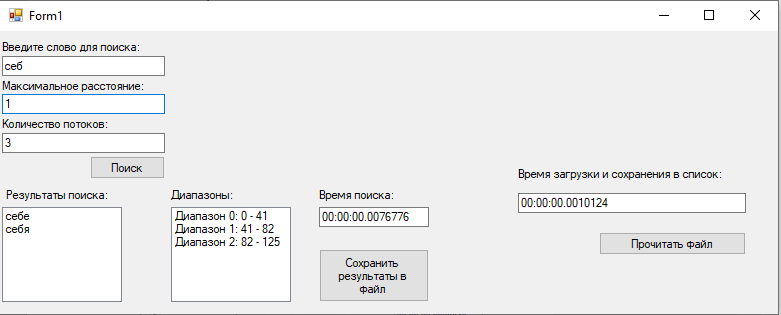 Form1
Введите слово для поиска:
себ
Максимальное расстояние:
1
Количество потоков:
3
Поиск
Время загрузки и сохранения в список:
00:00:00.0010124
Прочитать файл
Результаты поиска:
себе
себя
Диапазоны:
Диапазон 0: 0 - 41
Диапазон 1: 41 - 82
Диапазон 2: 82 - 125
Время поиска:
00:00:00.0076776
Сохранить
результаты в
файл